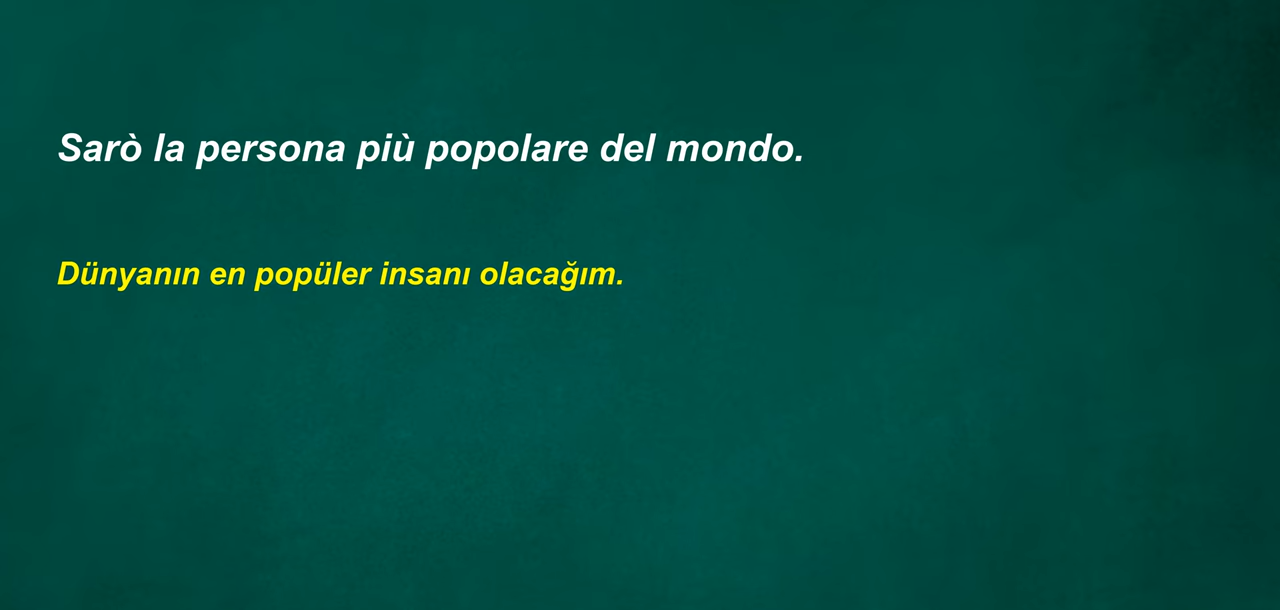 Sarò la persona più popolare del mondo.
Dünyanın en popüler insanı olacağım.